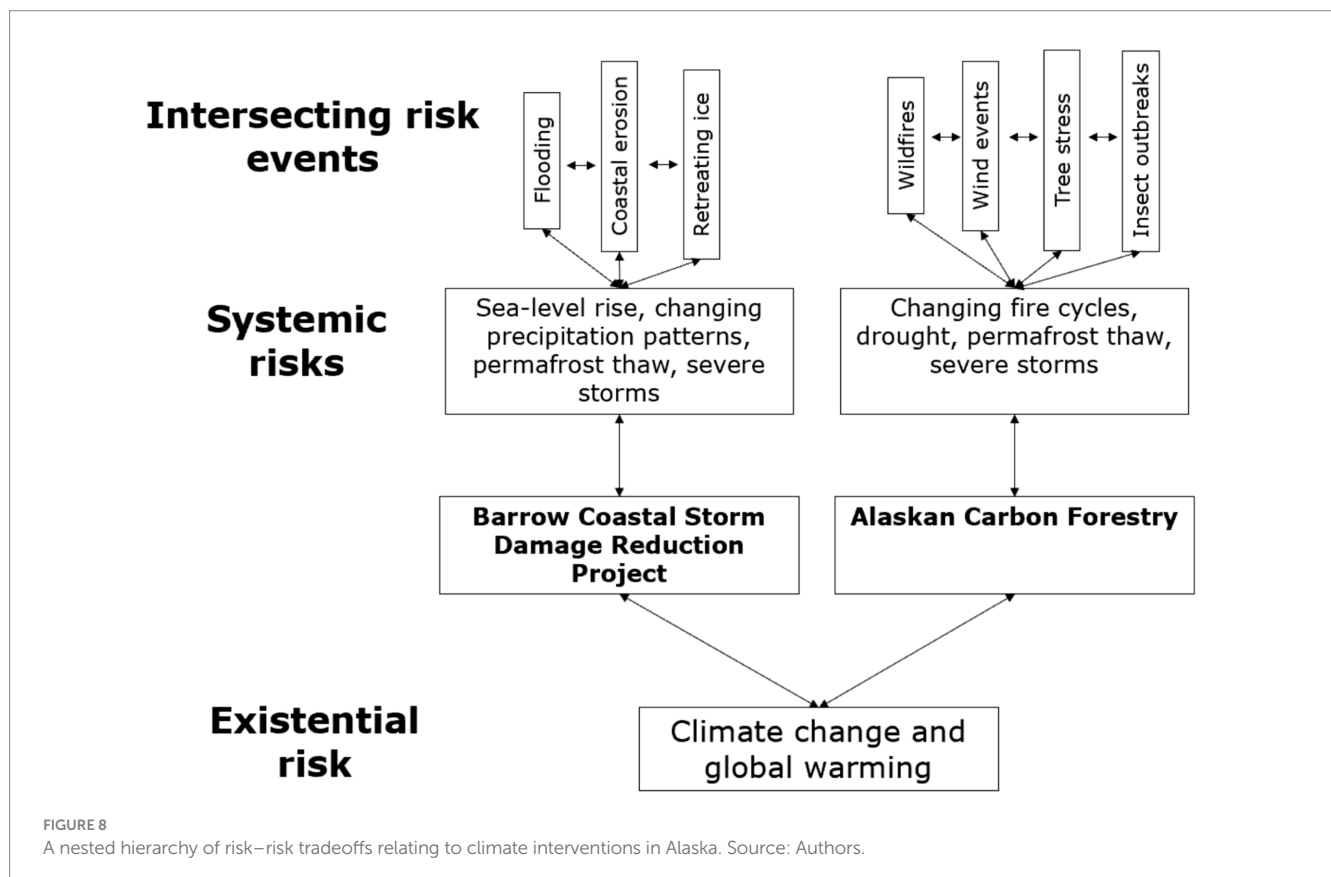 Intersecting risk
events
Flooding
Coastal erosion
Retreating ice
Wildfires
Wind events
Tree stress
Insect outbreaks
Systemic
risks
Sea-level rise, changing
precipitation patterns,
permafrost thaw, severe
storms
Changing fire cycles,
drought, permafrost thaw,
severe storms
Barrow Coastal Storm
Damage Reduction
Project
Alaskan Carbon Forestry
Existential
risk
Climate change and
global warming
FIGURE 8
A nested hierarchy of risk–risk tradeoffs relating to climate interventions in Alaska. Source: Authors.